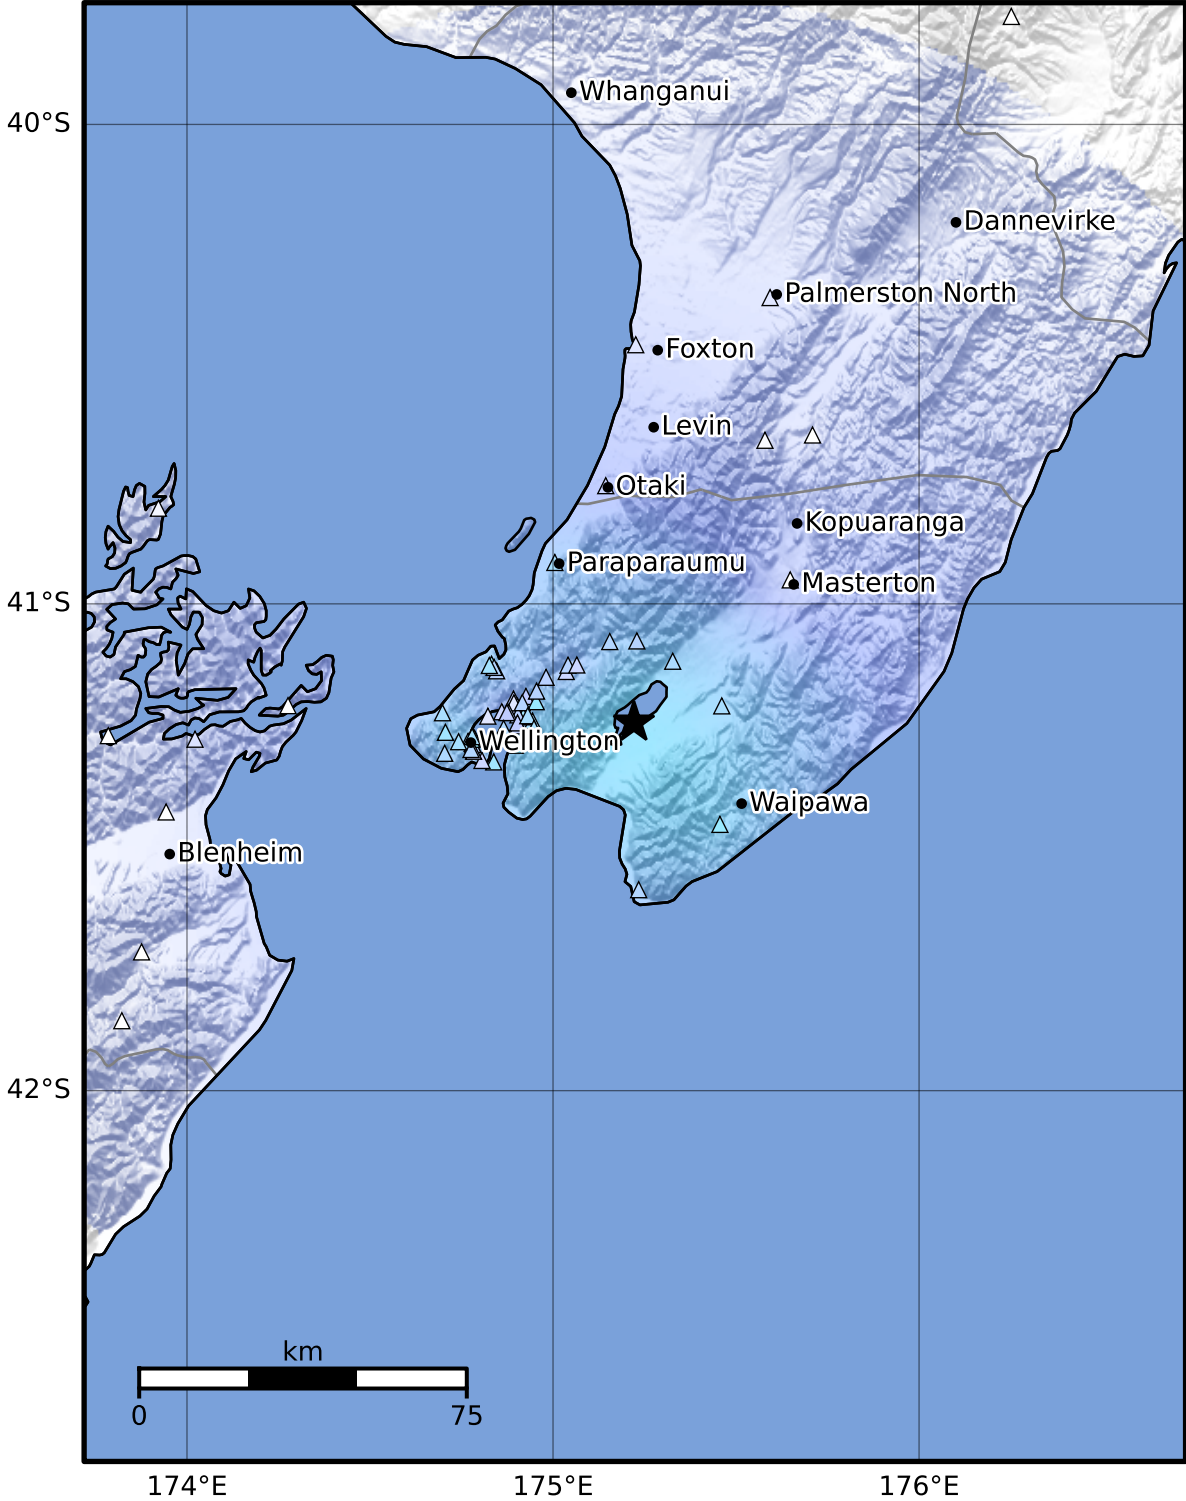 Whanganui
40°S
Dannevirke
Palmerston North
Foxton
Levin
Otaki
Kopuaranga
Paraparaumu
Masterton
41°S
Wellington
Waipawa
Blenheim
42°S
km
0 75
174°E 175°E 176°E